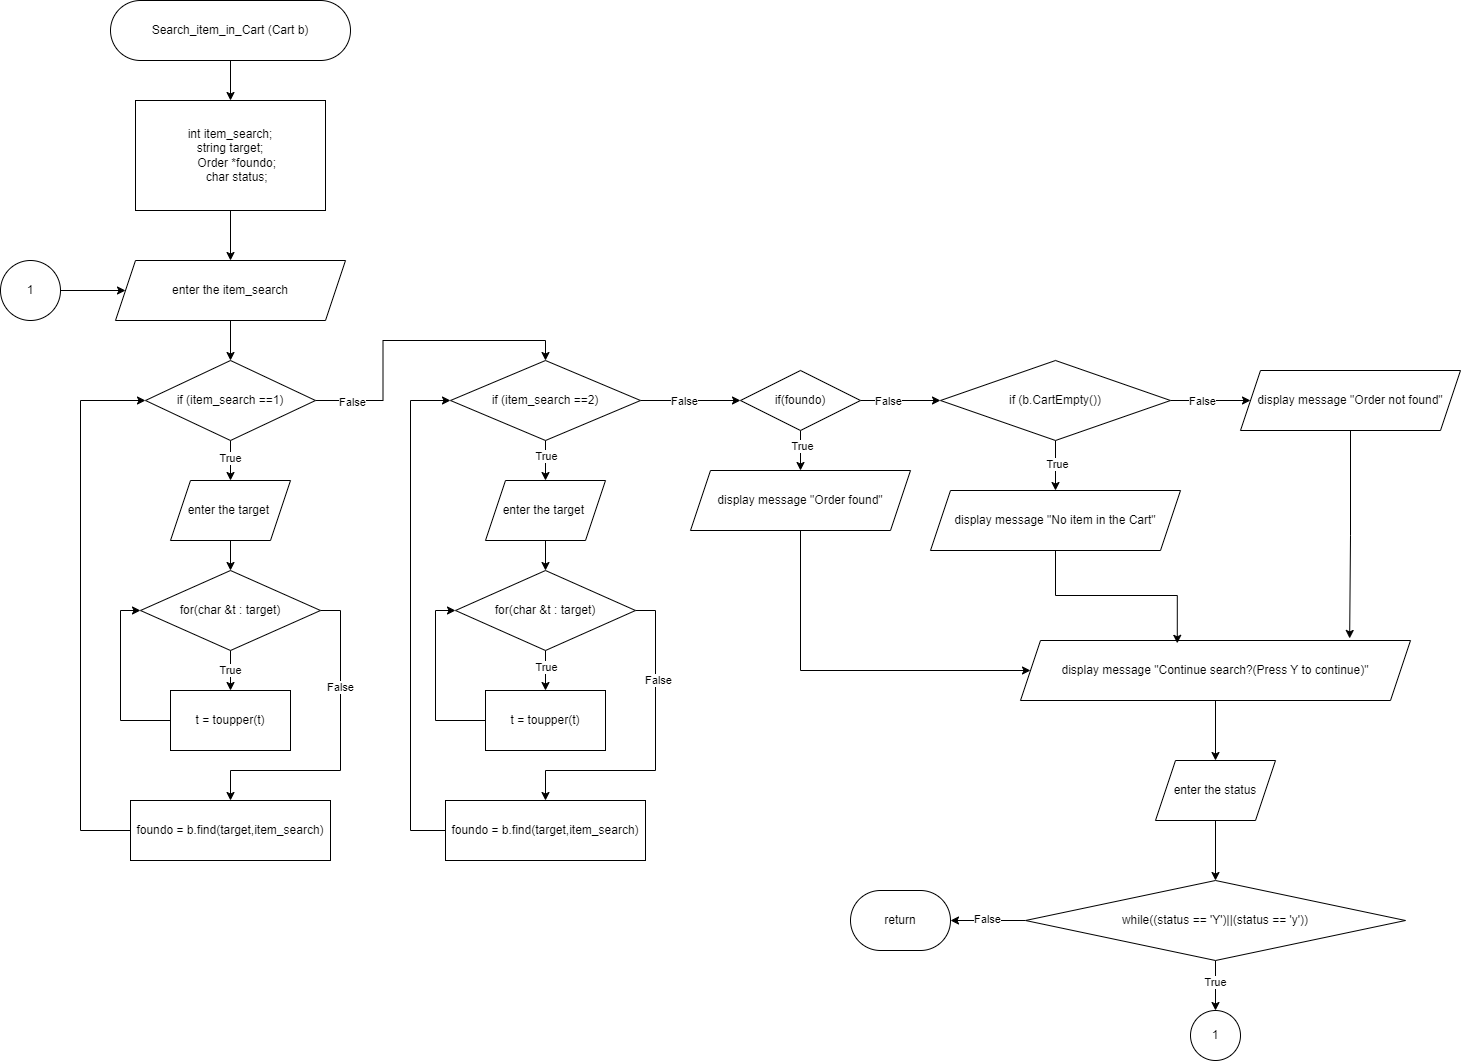 Search_item_in_Cart (Cart b)
int item_search;
string target;
Order *foundo;
char status;
1
enter the item_search
if (item_search ==1)
False
if (item_search ==2)
False
if(foundo)
False
if (b.CartEmpty())
False
display message "Order not found"
True
True
True
True
enter the target
enter the target
display message "Order found"
display message "No item in the Cart"
for(char &t : target)
for(char &t : target)
True
False
True
False
display message "Continue search?(Press Y to continue)"
t = toupper(t)
t = toupper(t)
enter the status
foundo = b.find(target,item_search)
foundo = b.find(target,item_search)
return
False
while((status == 'Y')||(status == 'y'))
True
1